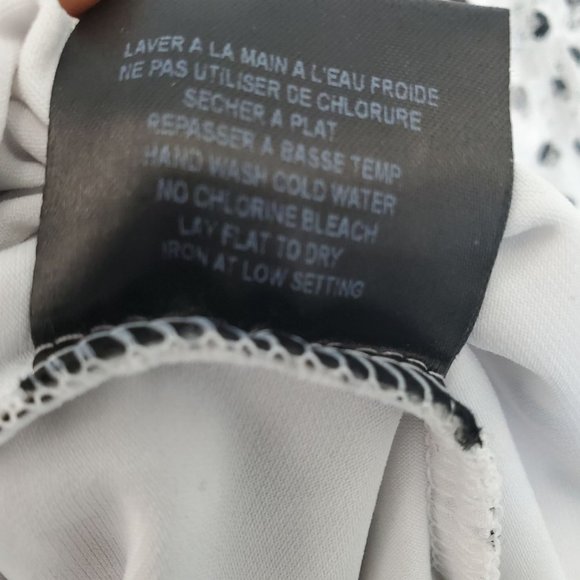 LAVER A LA MAIN A L'EAU FROIDE
NE PAS UTILISER DE CHLORURE
SECHER A PLAT
REPASSER A BASSE TEMP
HAND WASH COLD WATER
NO CHLORINE BLEACH
LAY FLAT TO DRY
IRON AT LOW SETTING